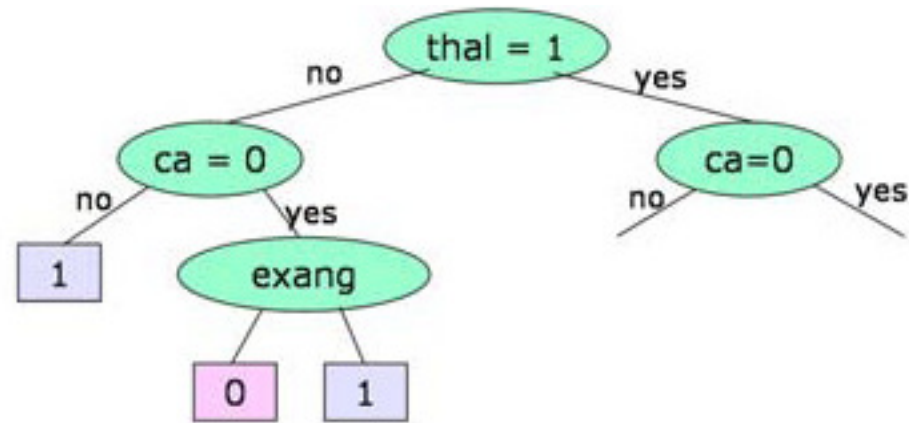 thal = 1
no
yes
ca = 0
ca=0
no
yes
no
yes
1
exang
0
1